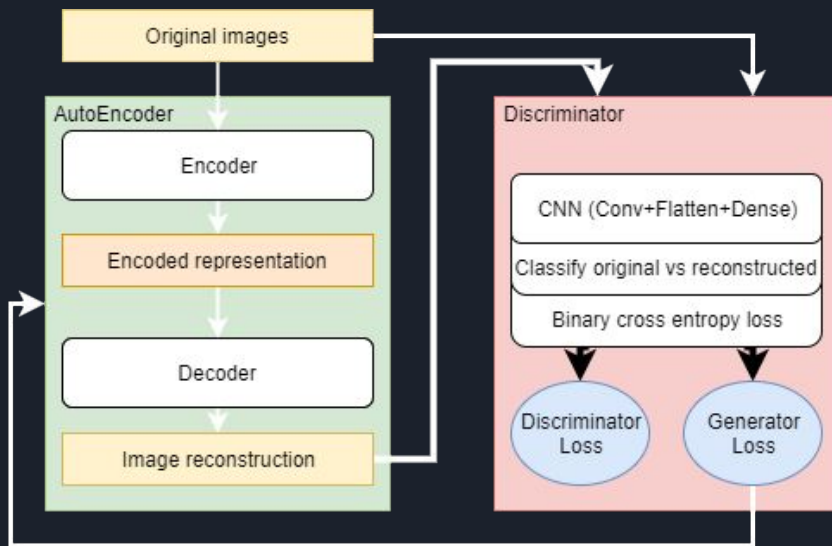 Original images
AutoEncoder
Encoder
Encoded representation
Decoder
Image reconstruction
Discriminator
CNN (Conv+Flatten+Dense)
Classify original vs reconstructed
Binary cross entropy loss
Discriminator
Loss
Generator
Loss